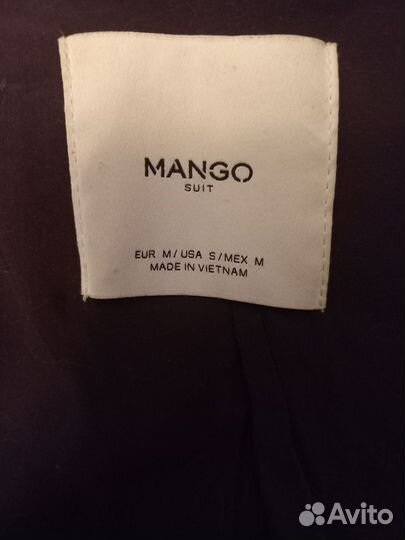 MANGO
SUIT
EUR M / USA S / MEX M
MADE IN VIETNAM
Avito